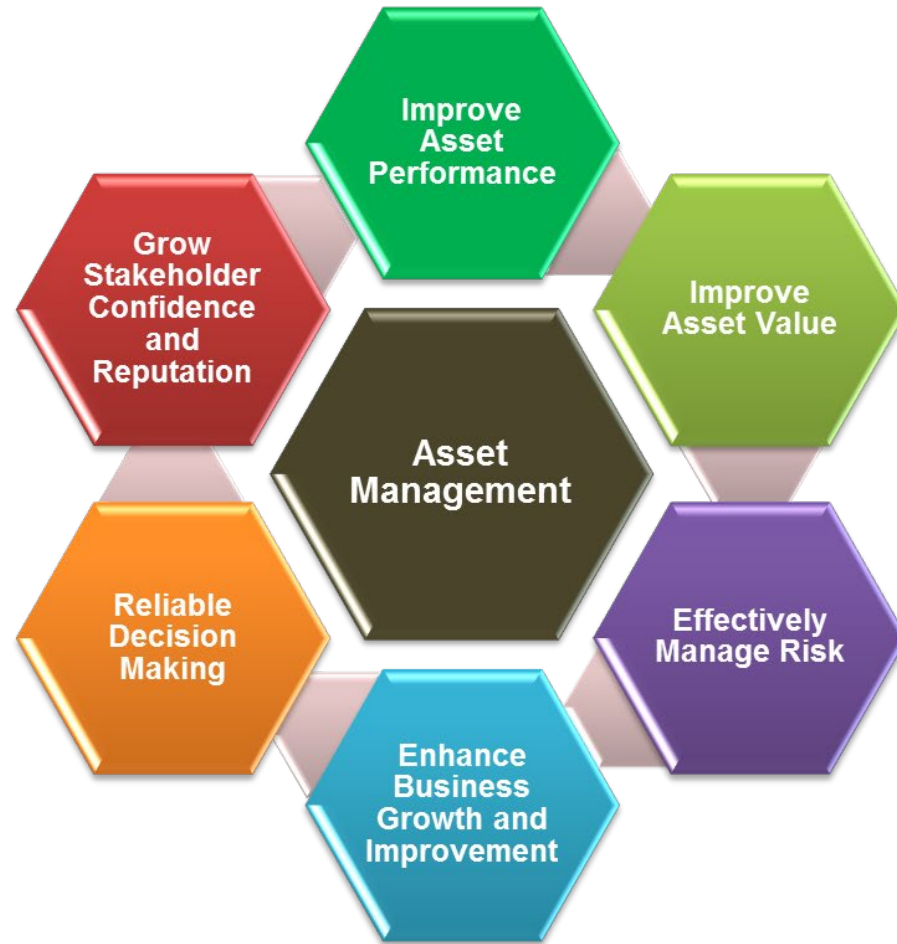 Improve
Asset
Performance
Improve
Asset Value
Effectively
Manage Risk
Enhance
Business
Growth and
Improvement
Reliable
Decision
Making
Grow
Stakeholder
Confidence
and
Reputation
Asset
Management